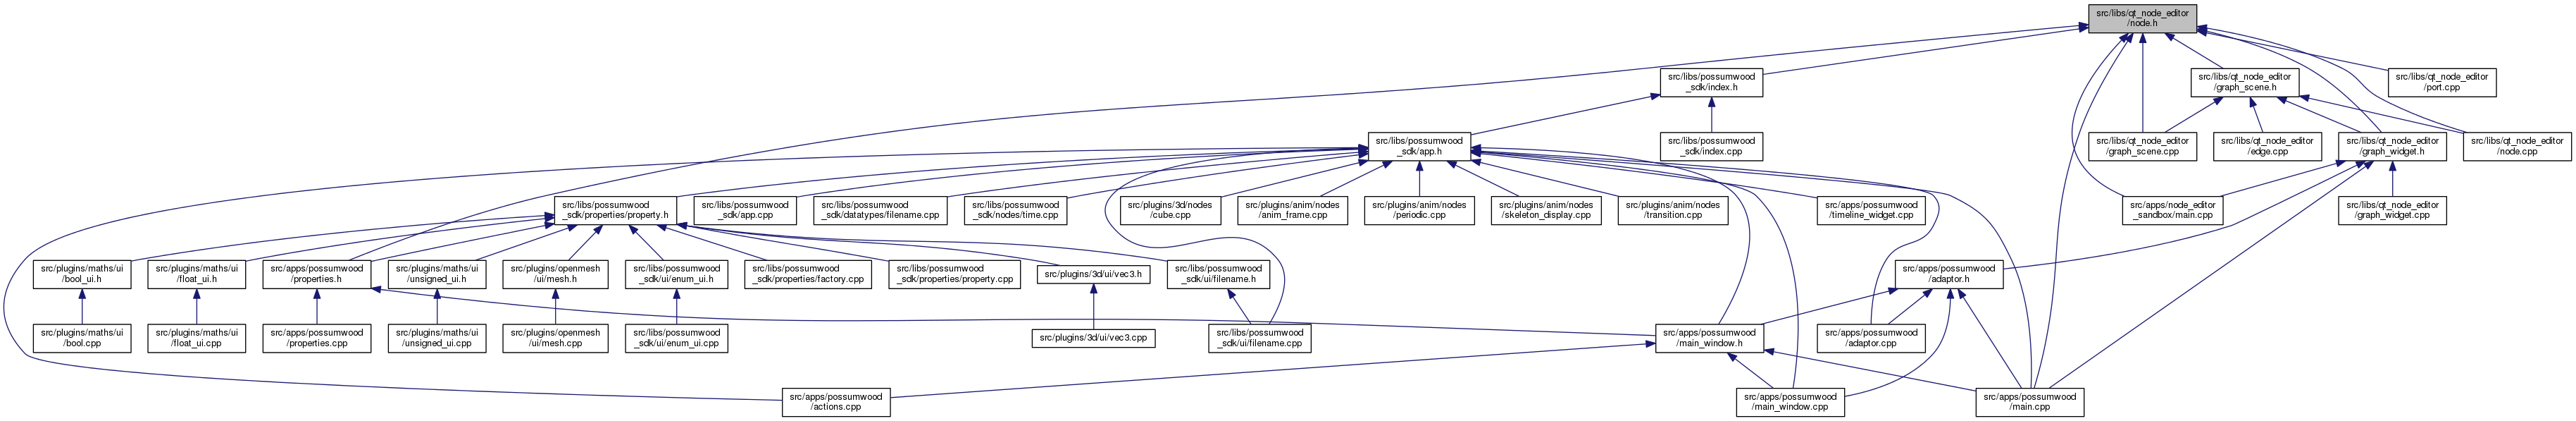 src/libs/qt_node_editor
/node.h
src/libs/possumwood
_sdk/index.h
src/libs/qt_node_editor
/graph_scene.h
src/libs/qt_node_editor
/port.cpp
src/libs/possumwood
_sdk/app.h
src/libs/possumwood
_sdk/index.cpp
src/libs/qt_node_editor
/graph_scene.cpp
src/libs/qt_node_editor
/edge.cpp
src/libs/qt_node_editor
/graph_widget.h
src/libs/qt_node_editor
/node.cpp
src/libs/possumwood
_sdk/properties/property.h
src/libs/possumwood
_sdk/app.cpp
src/libs/possumwood
_sdk/datatypes/filename.cpp
src/libs/possumwood
_sdk/nodes/time.cpp
src/plugins/3d/nodes
/cube.cpp
src/plugins/anim/nodes
/anim_frame.cpp
src/plugins/anim/nodes
/periodic.cpp
src/plugins/anim/nodes
/skeleton_display.cpp
src/plugins/anim/nodes
/transition.cpp
src/apps/possumwood
/timeline_widget.cpp
src/apps/node_editor
_sandbox/main.cpp
src/libs/qt_node_editor
/graph_widget.cpp
src/plugins/maths/ui
/bool_ui.h
src/plugins/maths/ui
/float_ui.h
src/apps/possumwood
/properties.h
src/plugins/maths/ui
/unsigned_ui.h
src/plugins/openmesh
/ui/mesh.h
src/libs/possumwood
_sdk/ui/enum_ui.h
src/libs/possumwood
_sdk/properties/factory.cpp
src/libs/possumwood
_sdk/properties/property.cpp
src/plugins/3d/ui/vec3.h
src/libs/possumwood
_sdk/ui/filename.h
src/apps/possumwood
/adaptor.h
src/plugins/maths/ui
/bool.cpp
src/plugins/maths/ui
/float_ui.cpp
src/apps/possumwood
/properties.cpp
src/plugins/maths/ui
/unsigned_ui.cpp
src/plugins/openmesh
/ui/mesh.cpp
src/libs/possumwood
_sdk/ui/enum_ui.cpp
src/plugins/3d/ui/vec3.cpp
src/libs/possumwood
_sdk/ui/filename.cpp
src/apps/possumwood
/main_window.h
src/apps/possumwood
/adaptor.cpp
src/apps/possumwood
/actions.cpp
src/apps/possumwood
/main_window.cpp
src/apps/possumwood
/main.cpp